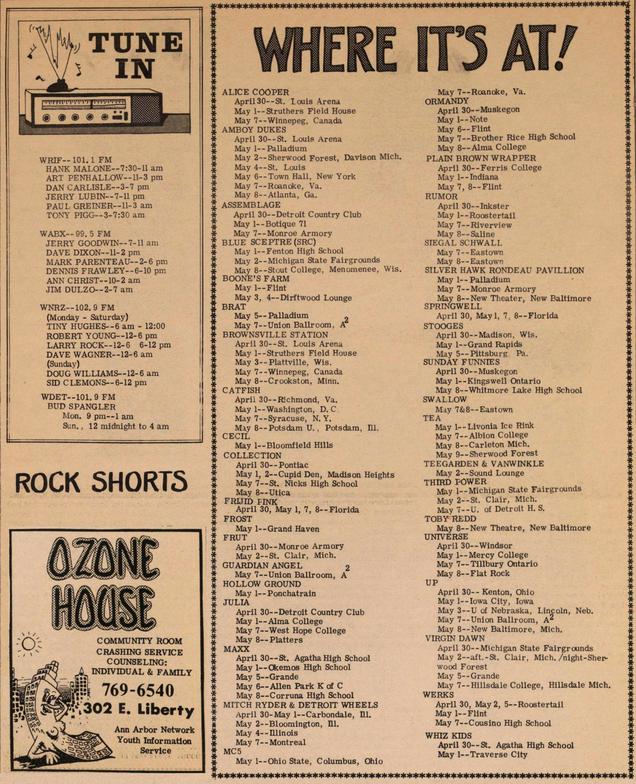 TUNE
IN
WRIF--101.1 FM
HANK MALONE--7:30-11 am
ART PENHALLOW--11-3 pm
DAN CARLISLE--3-7 pm
JERRY LUBIN--7-11 pm
PAUL GREINER--11-3 am
TONY PIGG--3-7:30 am
WABX--99.5 FM
JERRY GOODWIN--7-11 am
DAVE DIXON--11-2 pm
MARK PARENTEAU--2-6 pm
DENNIS FRAWLEY--6-10 pm
ANN CHRIST--10-2 am
JIM DULZO--2-7 am
WNRZ--102.9 FM
(Monday - Saturday)
TINY HUGHES--6 am - 12:00
ROBERT YOUNG--12-6 pm
LARRY ROCK--12-6 6-12 pm
DAVE WAGNER--12-6 am
(Sunday)
DOUG WILLIAMS--12-6 am
SID CLEMONS--6-12 pm
WDET--101.9 FM
BUD SPANGLER
Mon. 9 pm--1 am
Sun., 12 midnight to 4 am
ROCK SHORTS
OZONE
HOUSE
COMMUNITY ROOM
CRASHING SERVICE
COUNSELING:
INDIVIDUAL & FAMILY
769-6540
302 E. Liberty
Ann Arbor Network
Youth Information
Service
WHERE IT'S AT!
ALICE COOPER
April 30--St. Louis Arena
May 1--Struthers Field House
May 7--Winnepeg, Canada
AMBOY DUKES
April 30--St. Louis Arena
May 1--Palladium
May 2--Sherwood Forest, Davison Mich.
May 4--St. Louis
May 6--Town Hall, New York
May 7--Roanoke, Va.
May 8--Atlanta, Ga.
ASSEMBLAGE
April 30--Detroit Country Club
May 1--Botique 71
May 7--Monroe Armory
BLUE SCEPTRE (SRC)
May 1--Fenton High School
May 2--Michigan State Fairgrounds
May 8--Stout College, Menomenee, Wis.
BOONE'S FARM
May 1--Flint
May 3, 4--Dirftwood Lounge
BRAT
May 5--Palladium
May 7--Union Ballroom, A2
BROWNSVILLE STATION
April 30--St. Louis Arena
May 1--Struthers Field House
May 3--Plattville, Wis.
May 7--Winnepeg, Canada
May 8--Crookston, Minn.
CATFISH
April 30--Richmond, Va.
May 1--Washington, D.C.
May 7--Syracuse, N.Y.
May 8--Potsdam U., Potsdam, Ill.
CECIL
May 1--Bloomfield Hills
COLLECTION
April 30--Pontiac
May 1, 2--Cupid Den, Madison Heights
May 7--St. Nicks High School
May 8--Utica
FRIJID PINK
April 30, May 1, 7, 8--Florida
FROST
May 1--Grand Haven
FRUT
April 30--Monroe Armory
May 2--St. Clair, Mich.
GUARDIAN ANGEL
May 7--Union Ballroom, A2
HOLLOW GROUND
May 1--Ponchatrain
JULIA
April 30--Detroit Country Club
May 1--Alma College
May 7--West Hope College
May 8--Platters
MAXX
April 30--St. Agatha High School
May 1--Okemos High School
May 5--Grande
May 6--Allen Park K of C
May 8--Corruna High School
MITCH RYDER & DETROIT WHEELS
April 30-May 1--Carbondale, Ill.
May 2--Bloomington, Ill.
May 4--Illinois
May 7--Montreal
MC5
May 1--Ohio State, Columbus, Ohio
May 7--Roanoke, Va.
ORMANDY
April 30--Muskegon
May 1--Note
May 6--Flint
May 7--Brother Rice High School
May 8--Alma College
PLAIN BROWN WRAPPER
April 30--Ferris College
May 1--Indiana
May 7, 8--Flint
RUMOR
April 30--Inkster
May 1--Roostertail
May 7--Riverview
May 8--Saline
SIEGAL SCHWALL
May 7--Eastown
May 8--Eastown
SILVER HAWK RONDEAU PAVILLION
May 1--Palladium
May 7--Monroe Armory
May 8--New Theater, New Baltimore
SPRINGWELL
April 30, May 1, 7, 8--Florida
STOOGES
April 30--Madison, Wis.
May 1--Grand Rapids
May 5--Pittsburg Pa.
SUNDAY FUNNIES
April 30--Muskegon
May 1--Kingswell Ontario
May 8--Whitmore Lake High School
SWALLOW
May 7&8--Eastown
TEA
May 1--Livonia Ice Rink
May 7--Albion College
May 8--Carleton Mich.
May 9--Sherwood Forest
TEEGARDEN & VANWINKLE
May 2--Sound Lounge
THIRD POWER
May 1--Michigan State Fairgrounds
May 2--St. Clair, Mich.
May 7--U. of Detroit H.S.
TOBY REDD
May 8--New Theatre, New Baltimore
UNIVERSE
April 30--Windsor
May 1--Mercy College
May 7--Tillbury Ontario
May 8--Flat Rock
UP
April 30-- Kenton, Ohio
May 1--Iowa City, Iowa
May 3--U of Nebraska, Lincoln, Neb.
May 7--Union Ballroom, A2
May 8--New Baltimore, Mich.
VIRGIN DAWN
April 30--Michigan State Fairgrounds
May 2--aft.-St. Clair, Mich. /night-Sher-
wood Forest
May 5--Grande
May 7--Hillsdale College, Hillsdale Mich.
WERKS
April 30, May 2, 5--Roostertail
May 1--Flint
May 7--Cousino High School
WHIZ KIDS
April 30--St. Agatha High School
May 1--Traverse City